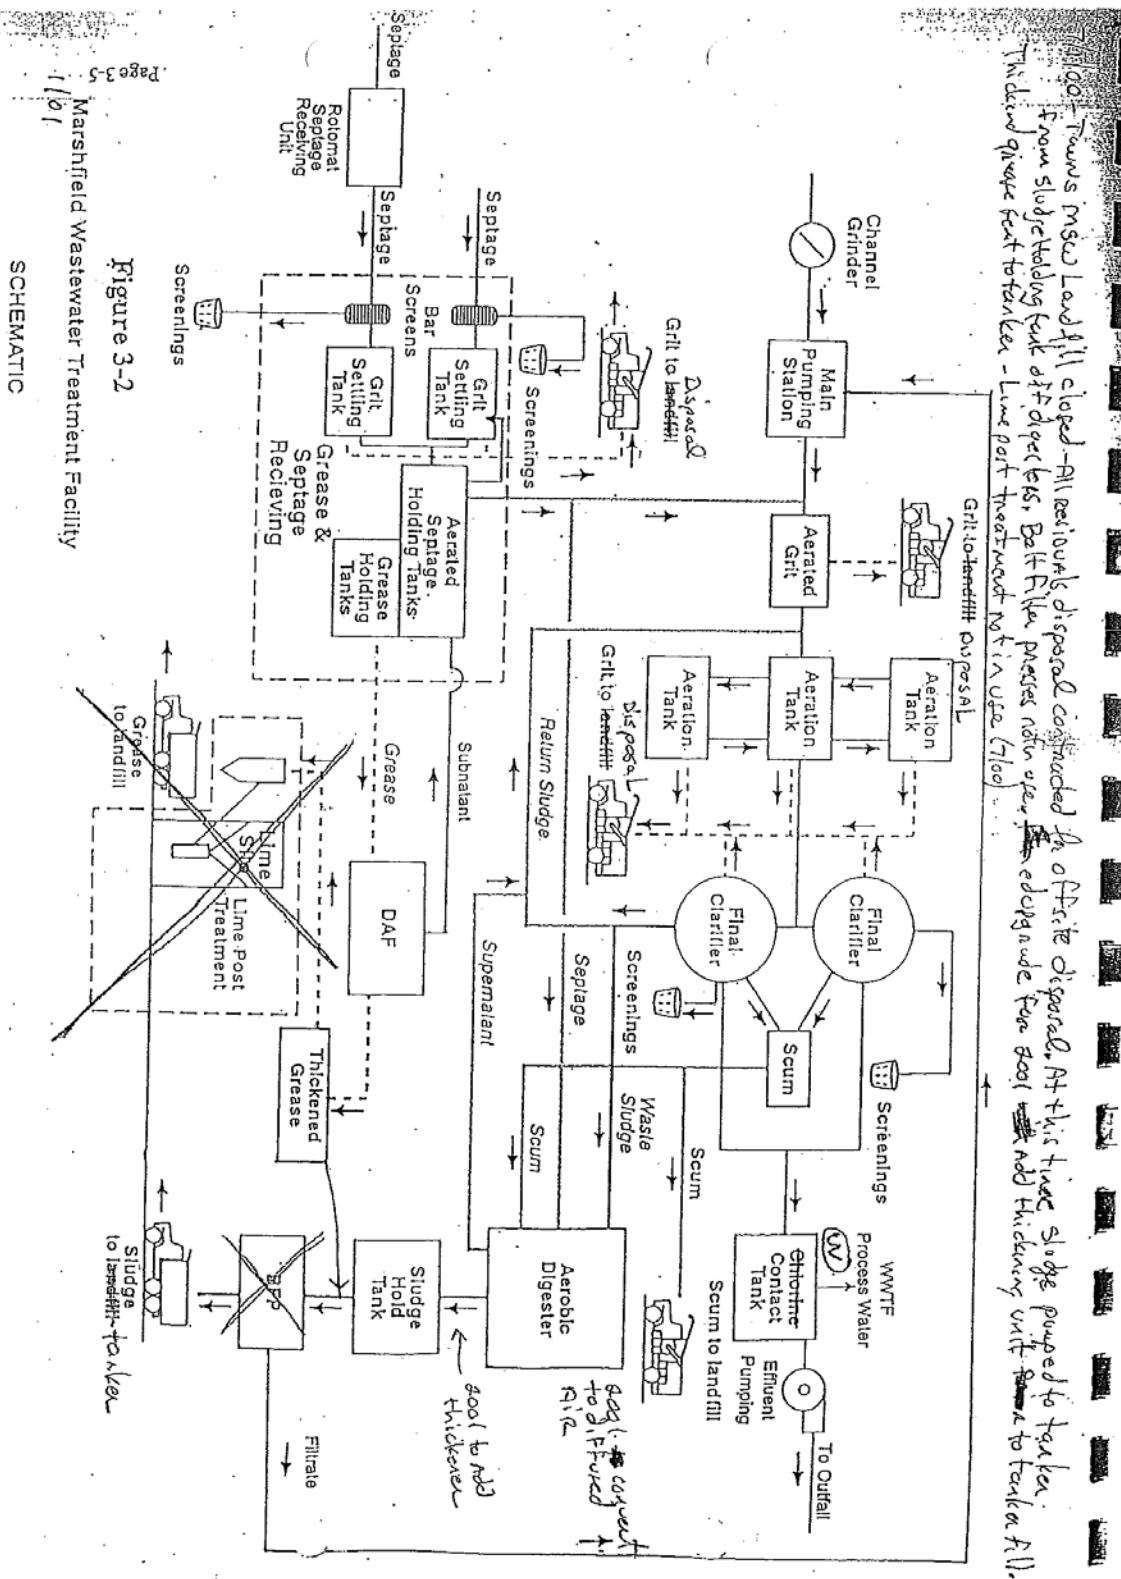 7/1/00 - Towns MSW Landfill closed - All residuals disposal contracted for offsite disposal. At this time sludge pumped to tanker
from sludge holding tank off digesters. Belt filter presses not in use. upgrade for 2001 add thickening unit to tanker fill.
Thickened grease sent to tanker - Lime post treatment not in use (7/00)
Channel
Grinder
Main
Pumping
Station
Grit to landfill Disposal
Aerated
Grit
Aeration
Tank
Aeration
Tank
Aeration
Tank
Grit to landfill
Disposal
Final
Clarifier
Final
Clarifier
Scum
Screenings
Screenings
WWTF
Process Water
UV
Chlorine
Contact
Tank
Effluent
Pumping
To Outfall
Scum
Scum to landfill
Return Sludge
Septage
Supernatant
Waste
Sludge
Scum
Aerobic
Digester
2001 convert
to diffused
AIR
2001 to Add
thickener
Septage
Septage
Rotomat
Septage
Receiving
Unit
Septage
Bar
Screens
Screenings
Screenings
Grit
Settling
Tank
Grit
Settling
Tank
Grit to landfill
Disposal
Aerated
Septage
Holding Tanks
Grease
Holding
Tanks
Grease &
Septage
Recieving
Grease
Subnatant
DAF
Thickened
Grease
Sludge
Hold
Tank
BFP
Filtrate
Lime
Silo
Lime Post
Treatment
Grease
to landfill
Sludge
to landfill tanker
Figure 3-2
Marshfield Wastewater Treatment Facility
SCHEMATIC
Page 3-5
1/01